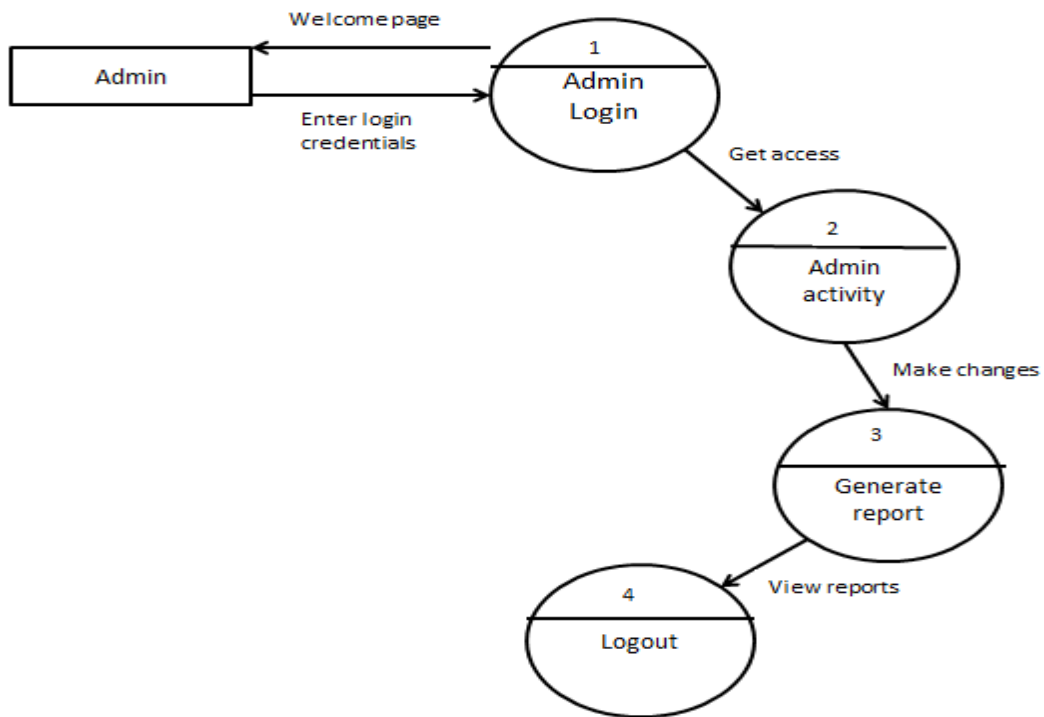 Welcome page
1
Admin
Admin
Login
Enter login
credentials
Get access
2
Admin
activity
Make changes
3
Generate
report
View reports
4
Logout